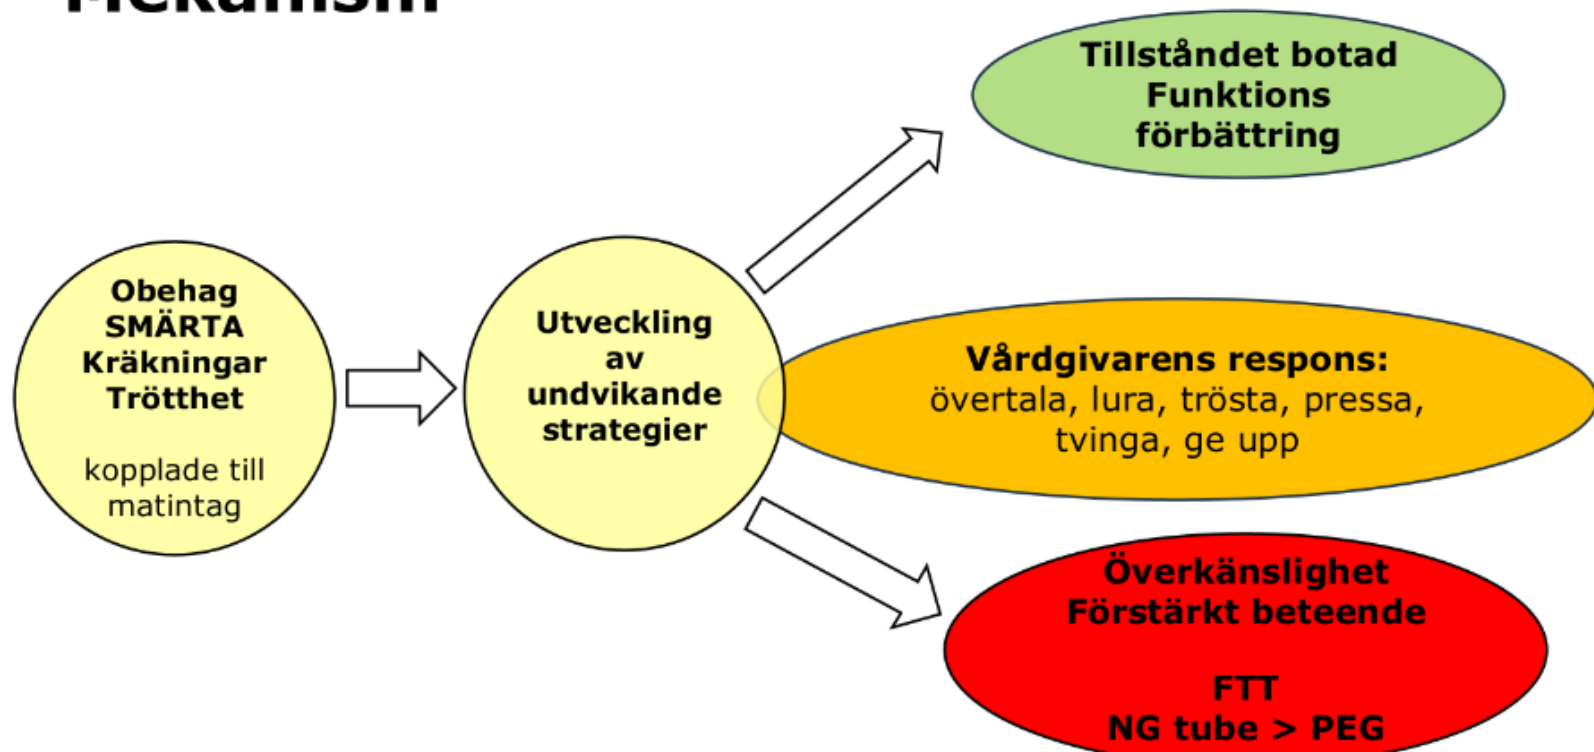 Mekanism
Obehag
SMÄRTA
Kräkningar
Trötthet
kopplade till
matintag
Utveckling
av
undvikande
strategier
Tillståndet botad
Funktions
förbättring
Vårdgivarens respons:
övertala, lura, trösta, pressa,
tvinga, ge upp
Överkänslighet
Förstärkt beteende
FTT
NG tube > PEG